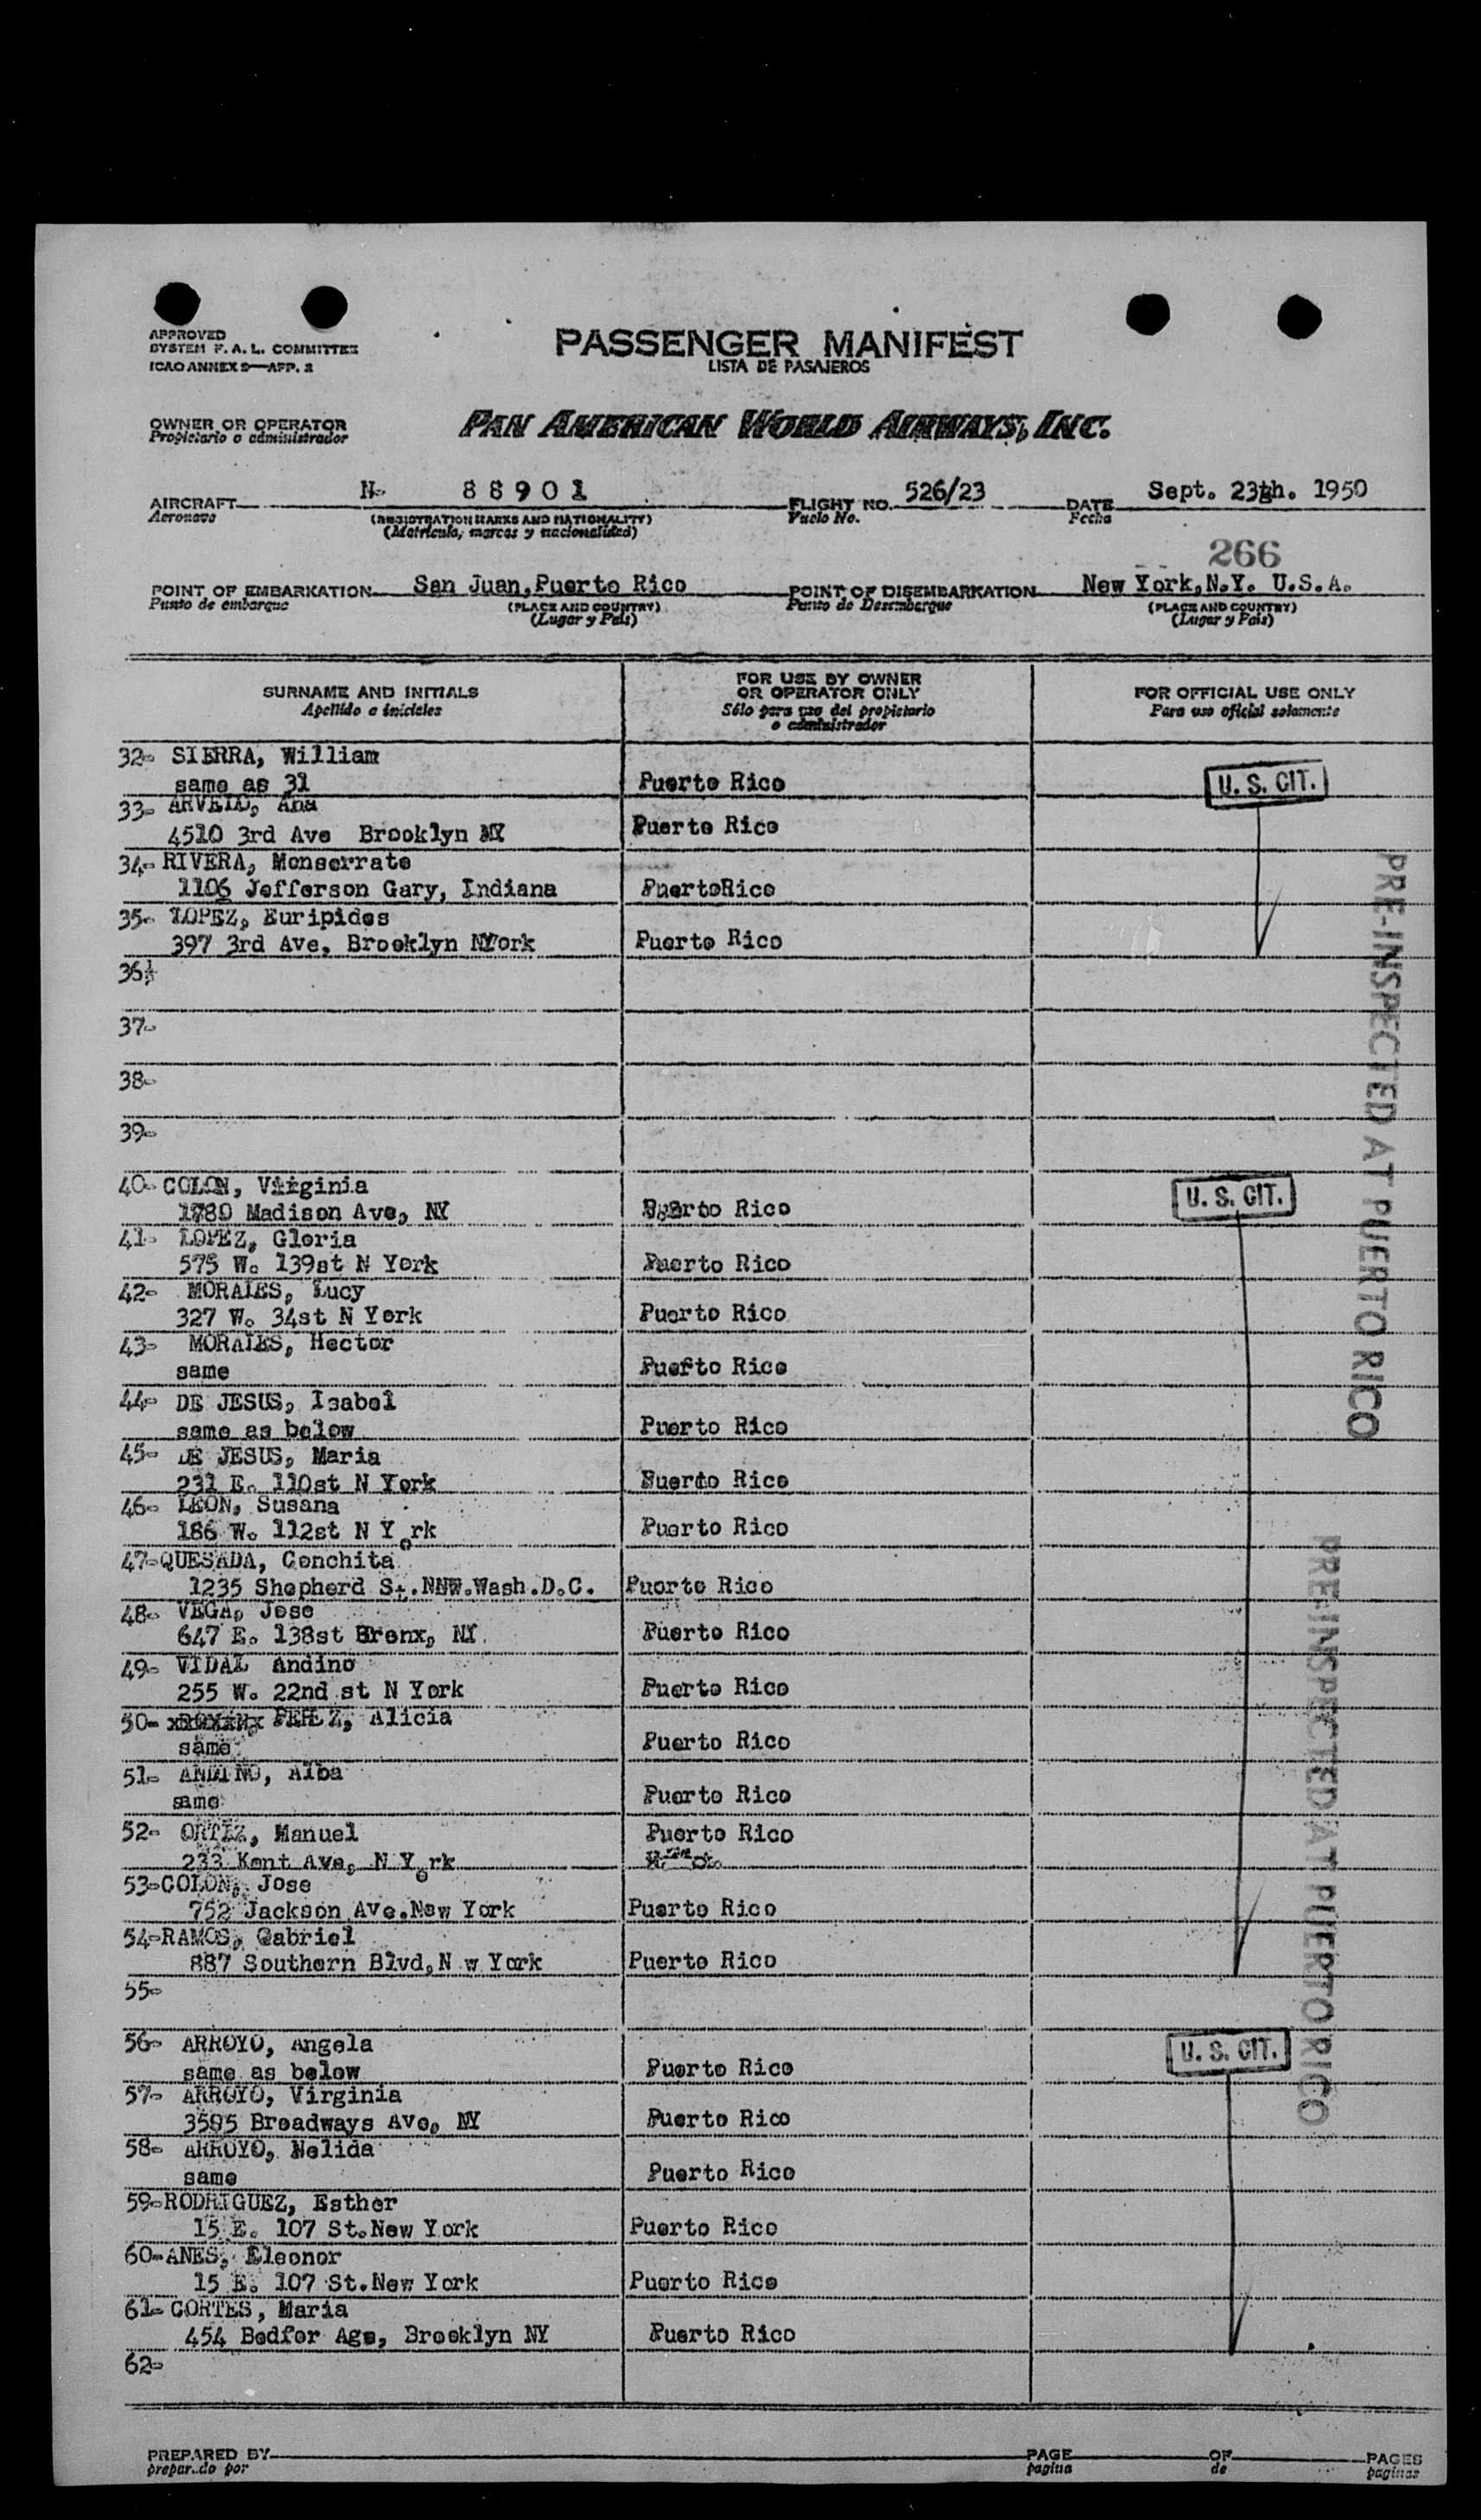 APPROVED
SYSTEM F. A. L. COMMITTEE
ICAO ANNEX 9—APP. 2
PASSENGER MANIFEST
LISTA DE PASAJEROS
OWNER OR OPERATOR
Propietario o administrador
PAN AMERICAN WORLD AIRWAYS, INC.
AIRCRAFT N- 88901 FLIGHT NO. 526/23 DATE Sept. 23th. 1950
Aeronave (REGISTRATION MARKS AND NATIONALITY) Vuelo No. Fecha
(Matrícula, marcas y nacionalidad)
266
POINT OF EMBARKATION San Juan, Puerto Rico POINT OF DISEMBARKATION New York,N.Y. U.S.A.
Punto de embarque (PLACE AND COUNTRY) Punto de Desembarque (PLACE AND COUNTRY)
(Lugar y País) (Lugar y País)
SURNAME AND INITIALS
Apellido e iniciales
FOR USE BY OWNER
OR OPERATOR ONLY
Sólo para uso del propietario
o administrador
FOR OFFICIAL USE ONLY
Para uso oficial solamente
32- SIERRA, William
same as 31 Puerto Rico U. S. CIT.
33- ARVELO, Ana
4510 3rd Ave Brooklyn NY Puerto Rico
34- RIVERA, Monserrate
1106 Jefferson Gary, Indiana PuertoRico
35- LOPEZ, Euripides
397 3rd Ave, Brooklyn NYork Puerto Rico
36-
37-
38-
39-
40- COLON, Virginia
1780 Madison Ave, NY Puerto Rico U. S. CIT.
41- LOPEZ, Gloria
575 W. 139st N York Puerto Rico
42- MORALES, Lucy
327 W. 34st N York Puerto Rico
43- MORALES, Hector
same Puerto Rico
44- DE JESUS, Isabel
same as below Puerto Rico
45- DE JESUS, Maria
231 E. 110st N York Puerto Rico
46- LEON, Susana
186 W. 112st N York Puerto Rico
47-QUESADA, Conchita
1235 Shepherd St.NNW.Wash.D.C. Puerto Rico
48- VEGA, Jose
647 E. 138st Bronx, NY. Puerto Rico
49- VIDAL Andino
255 W. 22nd st N York Puerto Rico
50- PEREZ, Alicia
same Puerto Rico
51- ANDINO, Alba
same Puerto Rico
52- ORTIZ, Manuel Puerto Rico
233 Kent Ave, N York
53-COLON, Jose
752 Jackson Ave.New York Puerto Rico
54-RAMOS, Gabriel
887 Southern Blvd,N w York Puerto Rico
55-
56- ARROYO, Angela
same as below Puerto Rico U. S. CIT.
57- ARROYO, Virginia
3595 Broadways Ave, NY Puerto Rico
58- ARROYO, Nelida
same Puerto Rico
59-RODRIGUEZ, Esther
15 E. 107 St.New York Puerto Rico
60-ANES, Eleonor
15 E. 107 St.New York Puerto Rico
61- CORTES, Maria
454 Bedfor Age, Brooklyn NY Puerto Rico
62-
PRE-INSPECTED AT PUERTO RICO
PRE-INSPECTED AT PUERTO RICO
PREPARED BY PAGE OF PAGES
preparado por pagina de paginas